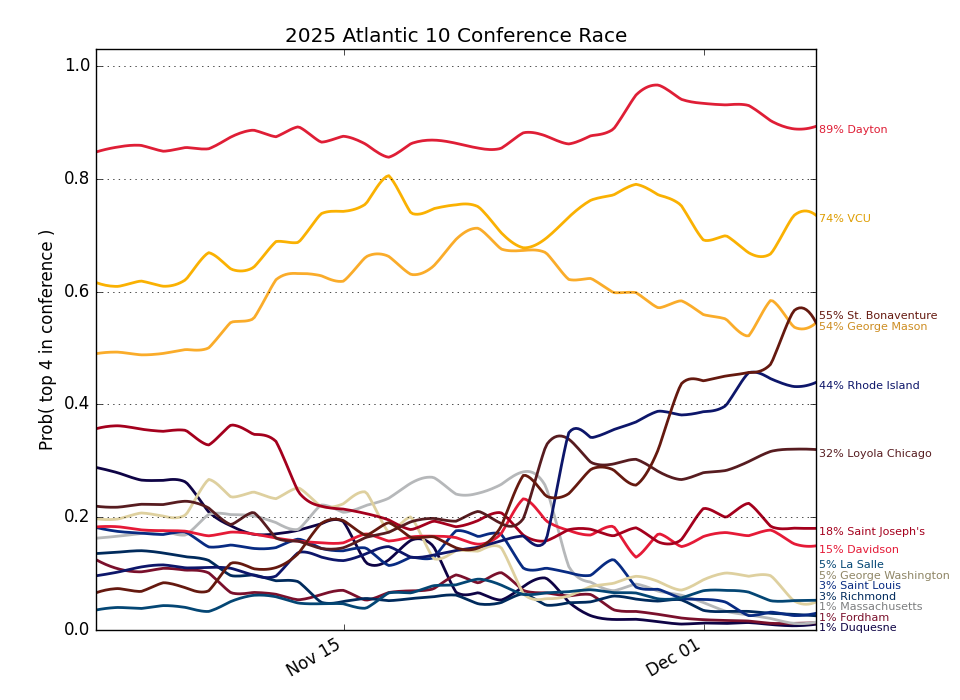 2025 Atlantic 10 Conference Race
Prob( top 4 in conference )
1.0
0.8
0.6
0.4
0.2
0.0
Nov 15
Dec 01
89% Dayton
74% VCU
55% St. Bonaventure
54% George Mason
44% Rhode Island
32% Loyola Chicago
18% Saint Joseph's
15% Davidson
5% La Salle
5% George Washington
3% Saint Louis
3% Richmond
1% Massachusetts
1% Fordham
1% Duquesne